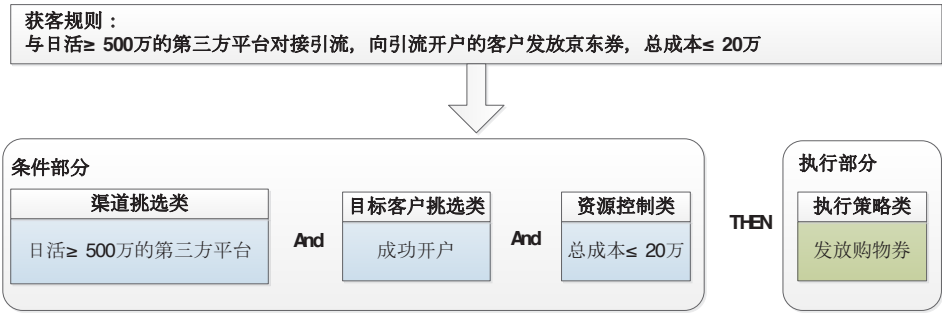 获客规则：
与日活≥ 500万的第三方平台对接引流，向引流开户的客户发放京东券，总成本≤ 20万
条件部分
渠道挑选类
日活≥ 500万的第三方平台
And
目标客户挑选类
成功开户
And
资源控制类
总成本≤ 20万
THEN
执行部分
执行策略类
发放购物券